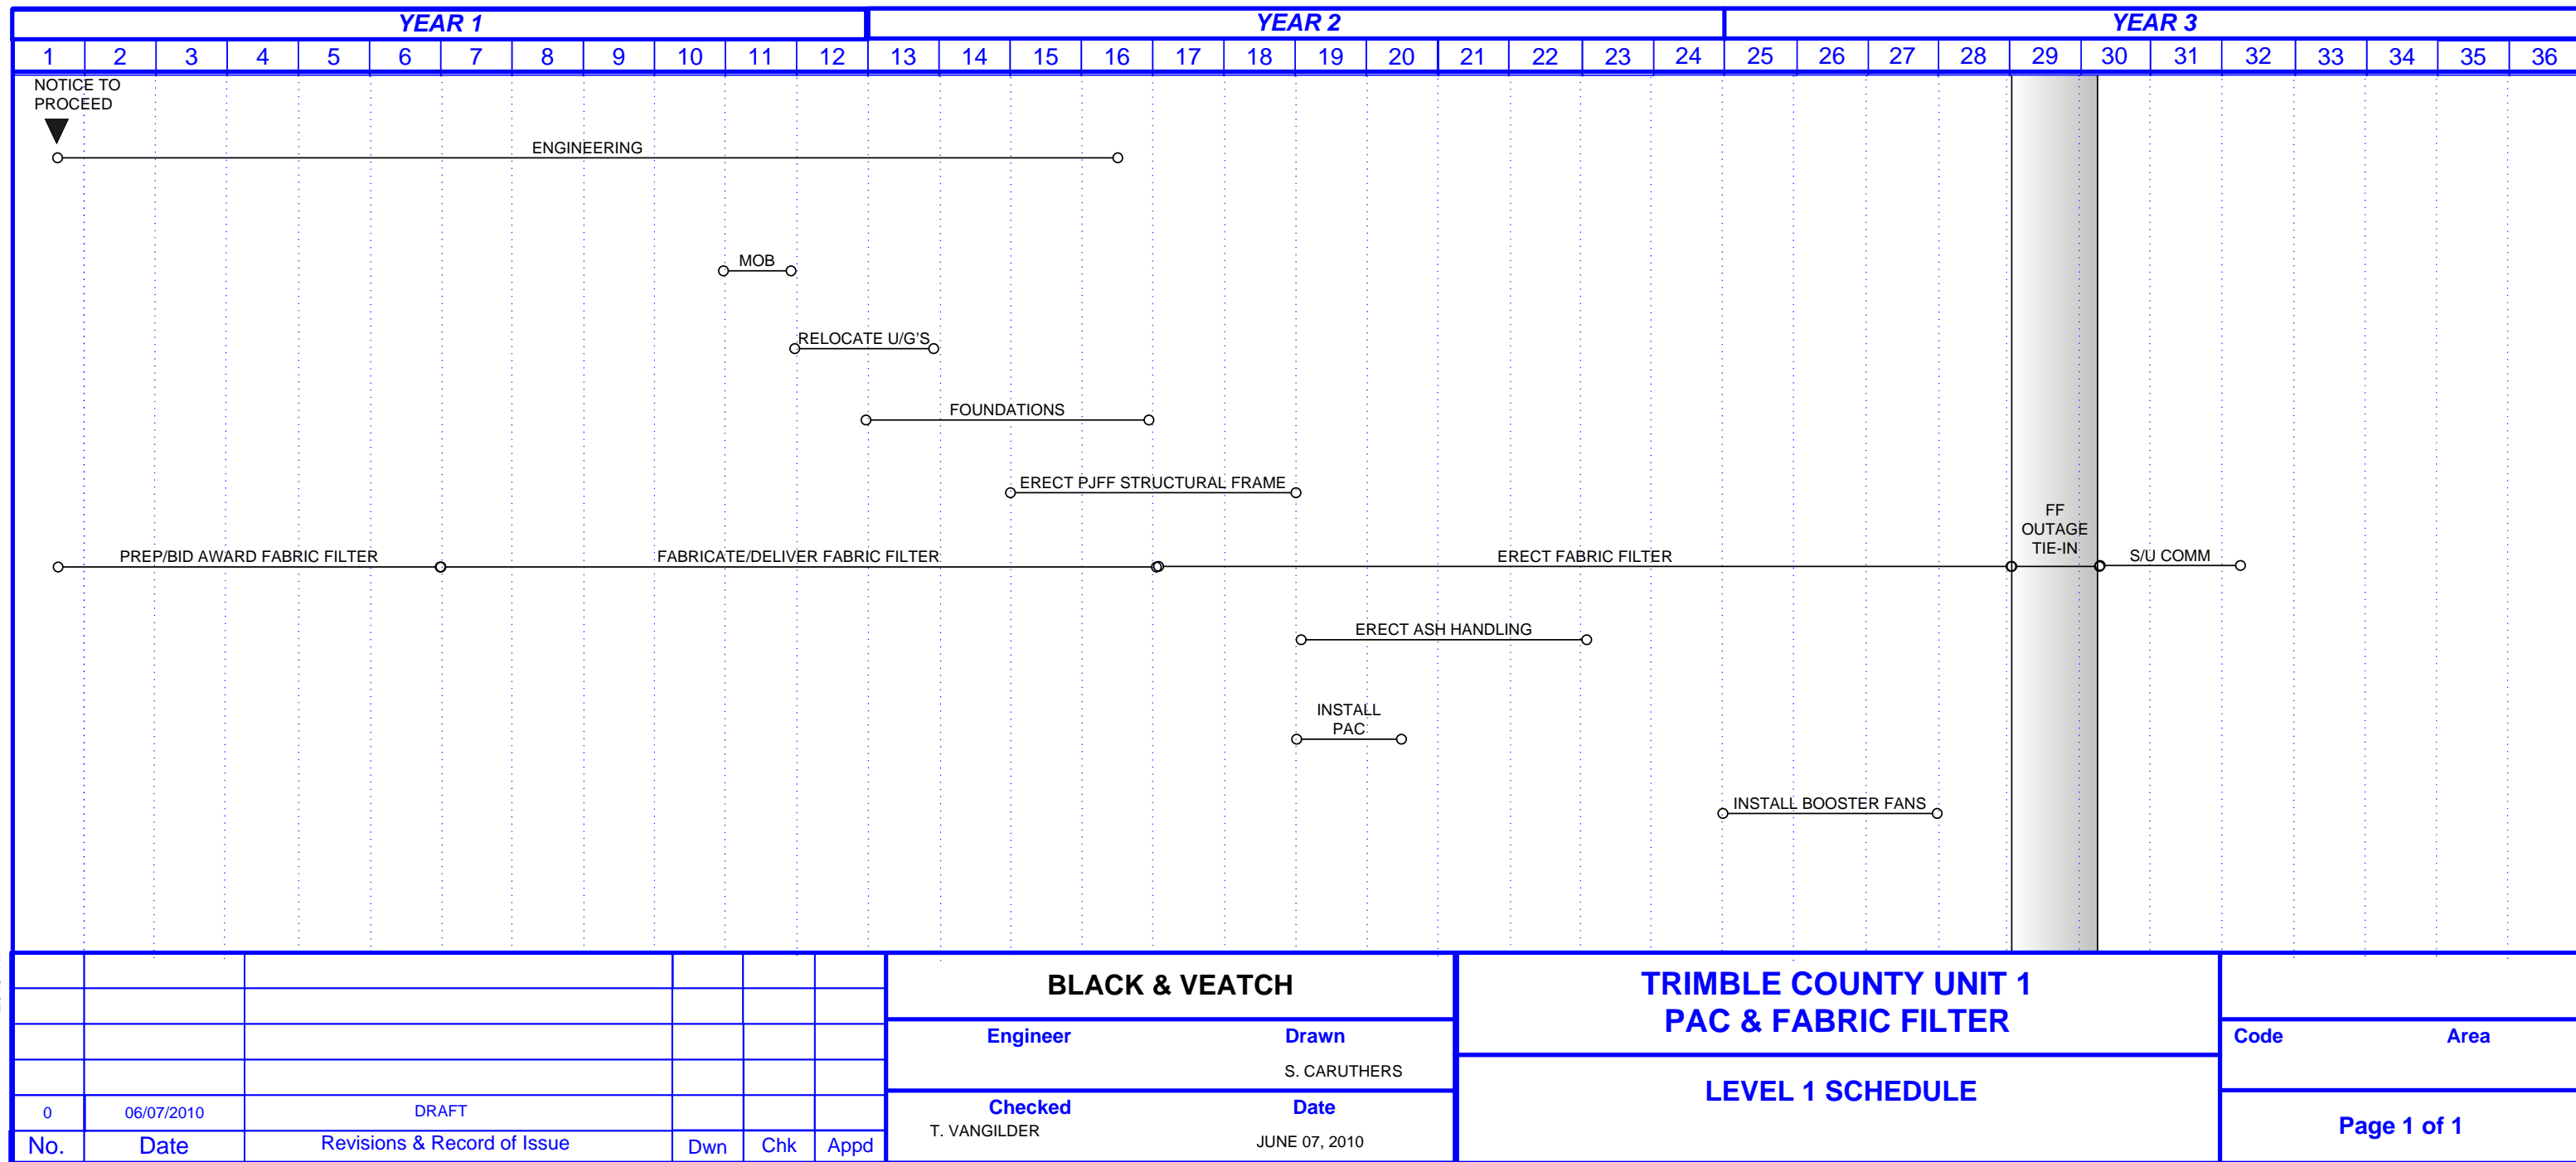 YEAR 1 YEAR 2 YEAR 3
1 2 3 4 5 6 7 8 9 10 11 12 13 14 15 16 17 18 19 20 21 22 23 24 25 26 27 28 29 30 31 32 33 34 35 36
NOTICE TO
PROCEED
ENGINEERING
MOB
RELOCATE U/G'S
FOUNDATIONS
ERECT PJFF STRUCTURAL FRAME
FF
OUTAGE
TIE-IN
PREP/BID AWARD FABRIC FILTER FABRICATE/DELIVER FABRIC FILTER ERECT FABRIC FILTER S/U COMM
ERECT ASH HANDLING
INSTALL
PAC
INSTALL BOOSTER FANS
0 06/07/2010 DRAFT
No. Date Revisions & Record of Issue Dwn Chk Appd
BLACK & VEATCH
Engineer Drawn
S. CARUTHERS
Checked Date
T. VANGILDER
JUNE 07, 2010
TRIMBLE COUNTY UNIT 1
PAC & FABRIC FILTER
LEVEL 1 SCHEDULE
Code Area
Page 1 of 1